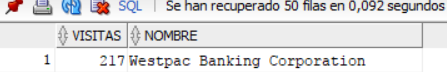 SQL | Se han recuperado 50 filas en 0,092 segundos
VISITAS NOMBRE
1 217 Westpac Banking Corporation